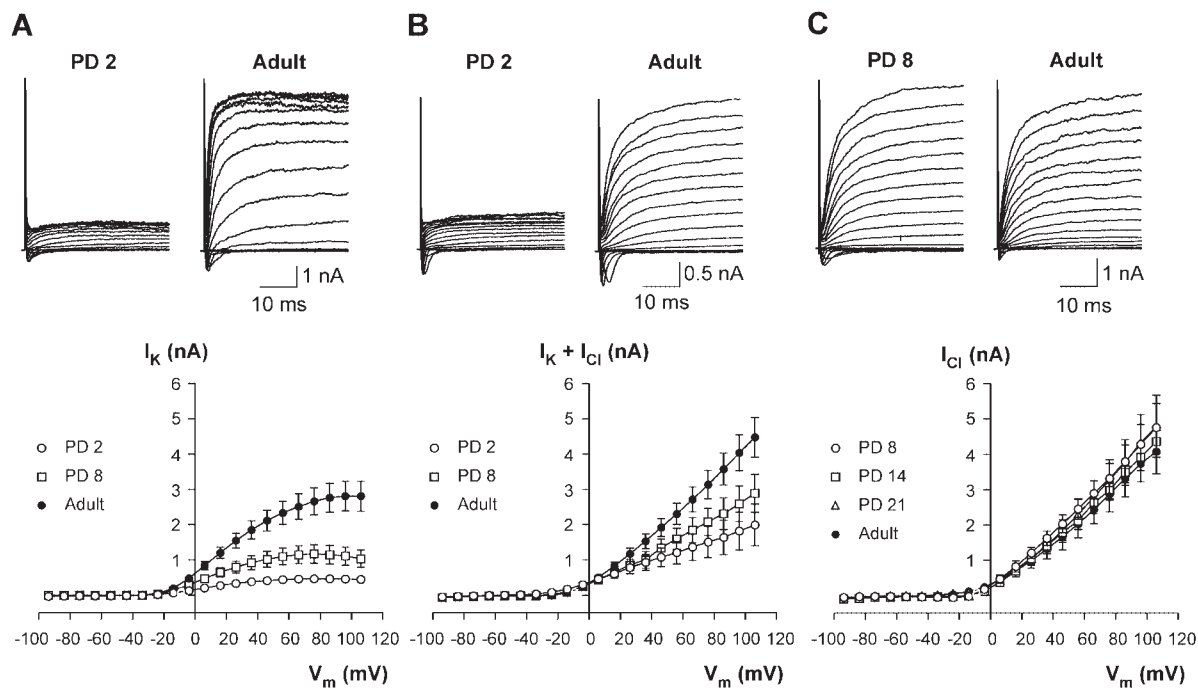 A
B
C
PD 2
Adult
PD 2
Adult
PD 8
Adult
1 nA
10 ms
0.5 nA
10 ms
1 nA
10 ms
I_K (nA)
6
5
4
3
2
1
PD 2
PD 8
Adult
-100 -80 -60 -40 -20 0 20 40 60 80 100 120
V_m (mV)
I_K + I_Cl (nA)
6
5
4
3
2
1
PD 2
PD 8
Adult
-100 -80 -60 -40 -20 0 20 40 60 80 100 120
V_m (mV)
I_Cl (nA)
6
5
4
3
2
1
PD 8
PD 14
PD 21
Adult
-100 -80 -60 -40 -20 0 20 40 60 80 100 120
V_m (mV)